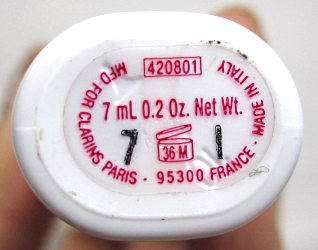 420801
7 mL 0.2 Oz. Net Wt.
7 36 M 1
MFD FOR CLARINS PARIS - 95300 FRANCE - MADE IN ITALY